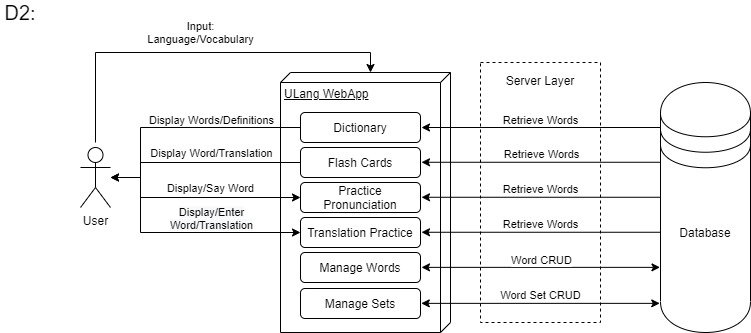 D2:
Input:
Language/Vocabulary
Server Layer
ULang WebApp
Display Words/Definitions
Dictionary
Retrieve Words
Display Word/Translation
Flash Cards
Retrieve Words
Display/Say Word
Practice
Pronunciation
Retrieve Words
User
Display/Enter
Word/Translation
Translation Practice
Retrieve Words
Database
Manage Words
Word CRUD
Manage Sets
Word Set CRUD